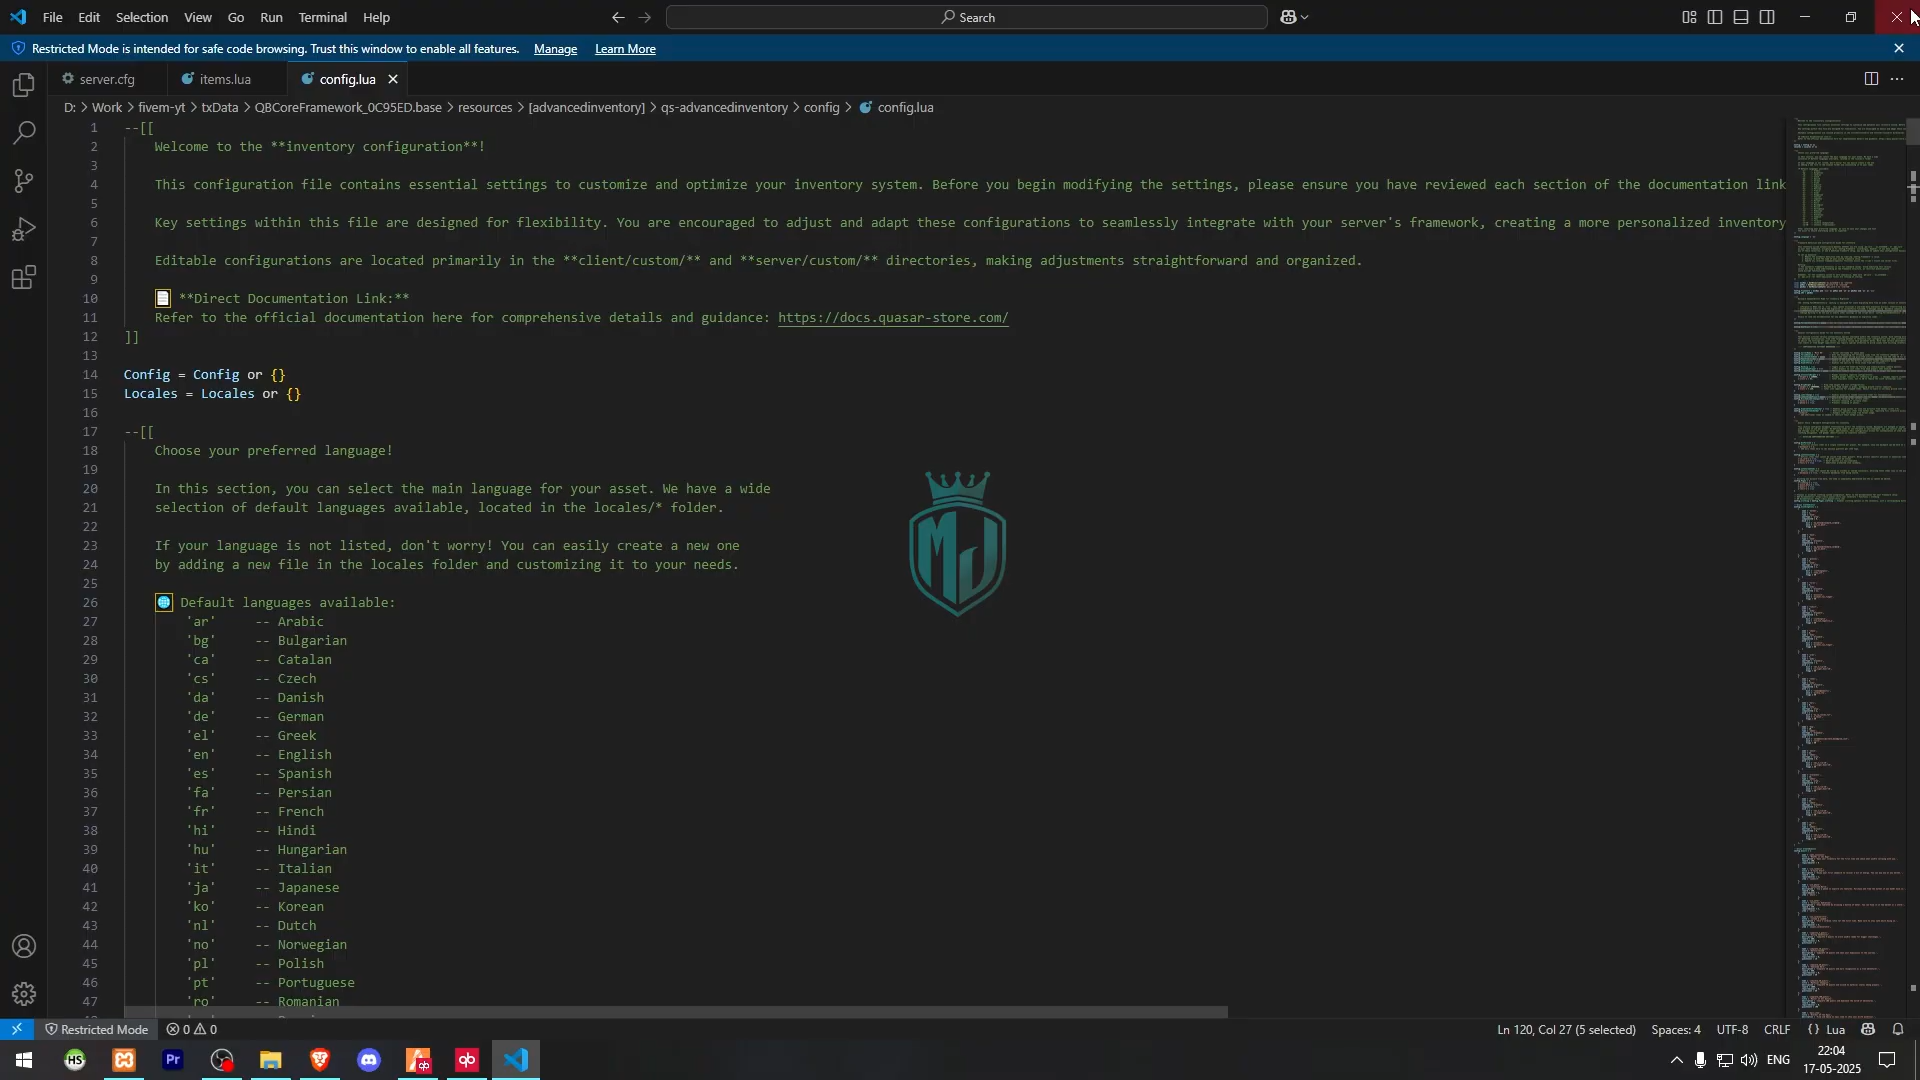 File Edit Selection View Go Run Terminal Help
Search
Restricted Mode is intended for safe code browsing. Trust this window to enable all features. Manage Learn More
server.cfg items.lua config.lua
D: > Work > fivem-yt > txData > QBCoreFramework_0C95ED.base > resources > [advancedinventory] > qs-advancedinventory > config > config.lua
1 --[[
2 Welcome to the **inventory configuration**!
3
4 This configuration file contains essential settings to customize and optimize your inventory system. Before you begin modifying the settings, please ensure you have reviewed each section of the documentation link
5
6 Key settings within this file are designed for flexibility. You are encouraged to adjust and adapt these configurations to seamlessly integrate with your server's framework, creating a more personalized inventory
7
8 Editable configurations are located primarily in the **client/custom/** and **server/custom/** directories, making adjustments straightforward and organized.
9
10 **Direct Documentation Link:**
11 Refer to the official documentation here for comprehensive details and guidance: https://docs.quasar-store.com/
12 ]]
13
14 Config = Config or {}
15 Locales = Locales or {}
16
17 --[[
18 Choose your preferred language!
19
20 In this section, you can select the main language for your asset. We have a wide
21 selection of default languages available, located in the locales/* folder.
22
23 If your language is not listed, don't worry! You can easily create a new one
24 by adding a new file in the locales folder and customizing it to your needs.
25
26 Default languages available:
27 'ar' -- Arabic
28 'bg' -- Bulgarian
29 'ca' -- Catalan
30 'cs' -- Czech
31 'da' -- Danish
32 'de' -- German
33 'el' -- Greek
34 'en' -- English
35 'es' -- Spanish
36 'fa' -- Persian
37 'fr' -- French
38 'hi' -- Hindi
39 'hu' -- Hungarian
40 'it' -- Italian
41 'ja' -- Japanese
42 'ko' -- Korean
43 'nl' -- Dutch
44 'no' -- Norwegian
45 'pl' -- Polish
46 'pt' -- Portuguese
47 'ro' -- Romanian
MJ
Restricted Mode 0 0 Ln 120, Col 27 (5 selected) Spaces: 4 UTF-8 CRLF {} Lua
HS Pr qb qb ENG
22:04
17-05-2025